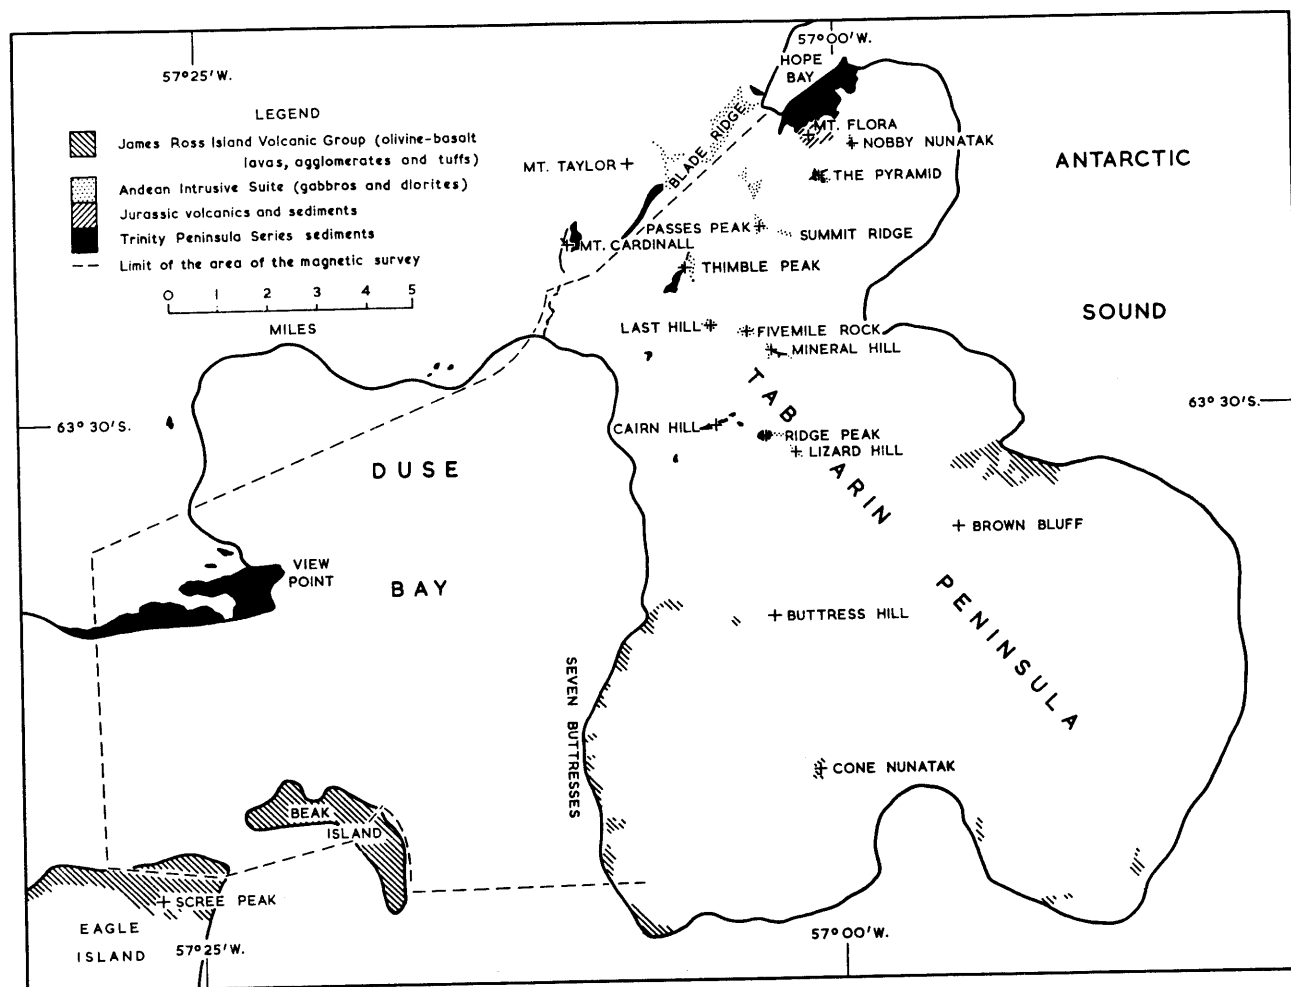 57°00'W.
57°25'W.
HOPE
BAY
LEGEND
James Ross Island Volcanic Group (olivine-basalt
lavas, agglomerates and tuffs)
Andean Intrusive Suite (gabbros and diorites)
Jurassic volcanics and sediments
Trinity Peninsula Series sediments
Limit of the area of the magnetic survey
0 1 2 3 4 5
MILES
MT. FLORA
NOBBY NUNATAK
BLADE RIDGE
MT. TAYLOR
THE PYRAMID
ANTARCTIC
SOUND
PASSES PEAK
SUMMIT RIDGE
MT. CARDINALL
THIMBLE PEAK
LAST HILL
FIVEMILE ROCK
MINERAL HILL
63° 30'S.
63° 30'S.
CAIRN HILL
RIDGE PEAK
LIZARD HILL
TABARIN
PENINSULA
DUSE
BAY
BROWN BLUFF
VIEW
POINT
BUTTRESS HILL
SEVEN BUTTRESSES
CONE NUNATAK
BEAK
ISLAND
SCREE PEAK
EAGLE
ISLAND
57°25'W.
57°00'W.